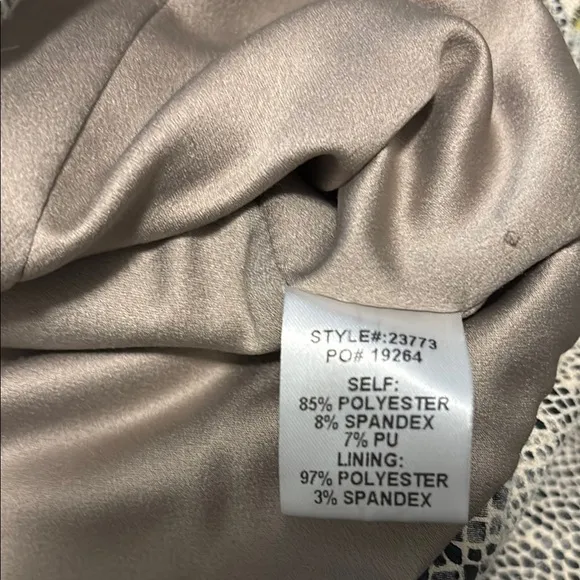 STYLE#:23773
PO# 19264
SELF:
85% POLYESTER
8% SPANDEX
7% PU
LINING:
97% POLYESTER
3% SPANDEX